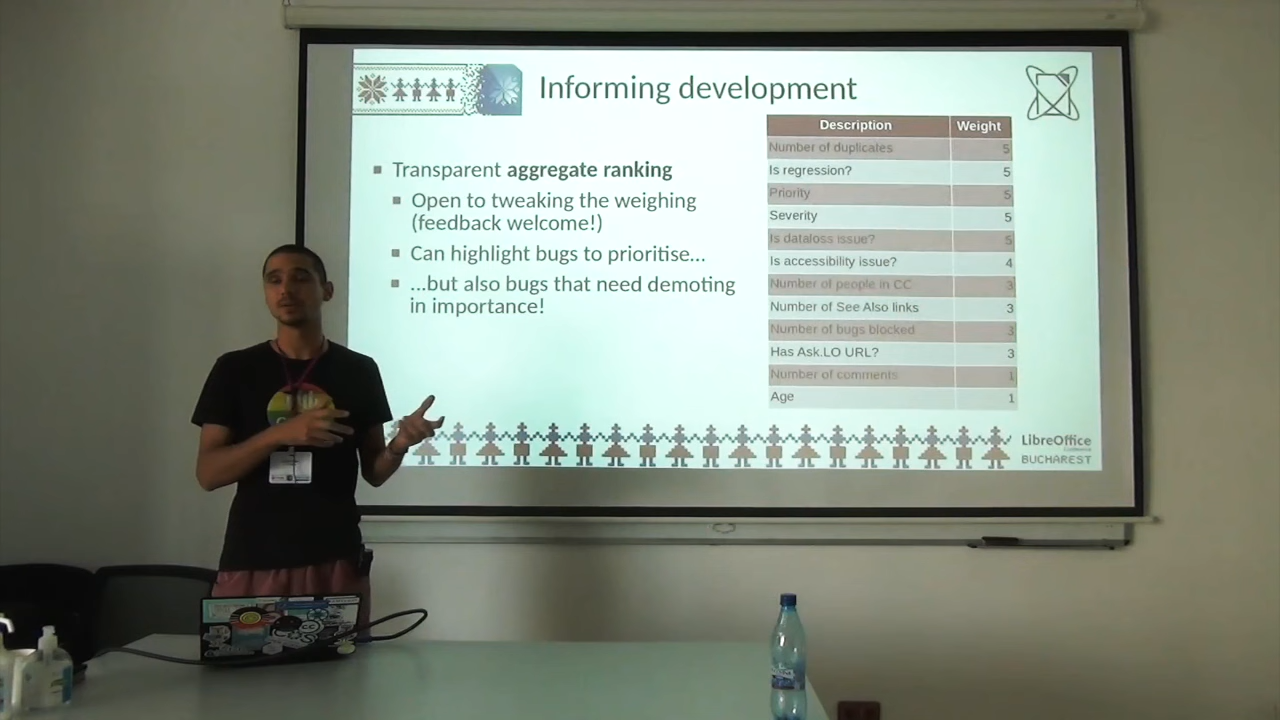 Informing development
Transparent aggregate ranking
Open to tweaking the weighing
(feedback welcome!)
Can highlight bugs to prioritise...
...but also bugs that need demoting
in importance!
Description Weight
Number of duplicates 5
Is regression? 5
Priority 5
Severity 5
Is dataloss issue? 5
Is accessibility issue? 4
Number of people in CC 3
Number of See Also links 3
Number of bugs blocked 3
Has Ask.LO URL? 3
Number of comments 1
Age 1
LibreOffice
BUCHAREST